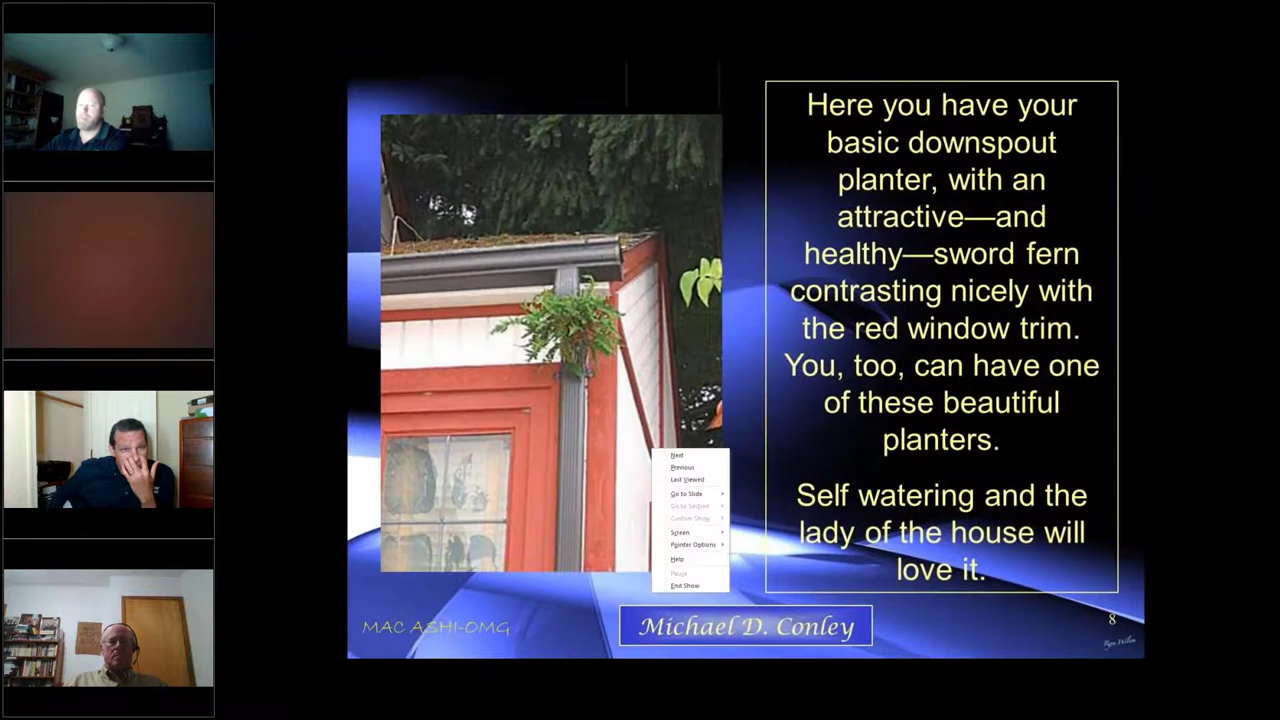 Here you have your
basic downspout
planter, with an
attractive—and
healthy—sword fern
contrasting nicely with
the red window trim.
You, too, can have one
of these beautiful
planters.
Self watering and the
lady of the house will
love it.
Next
Previous
Last Viewed
Go to Slide
Go to Section
Custom Show
Screen
Pointer Options
Help
Pause
End Show
MAC ASHI-OMG
Michael D. Conley
8